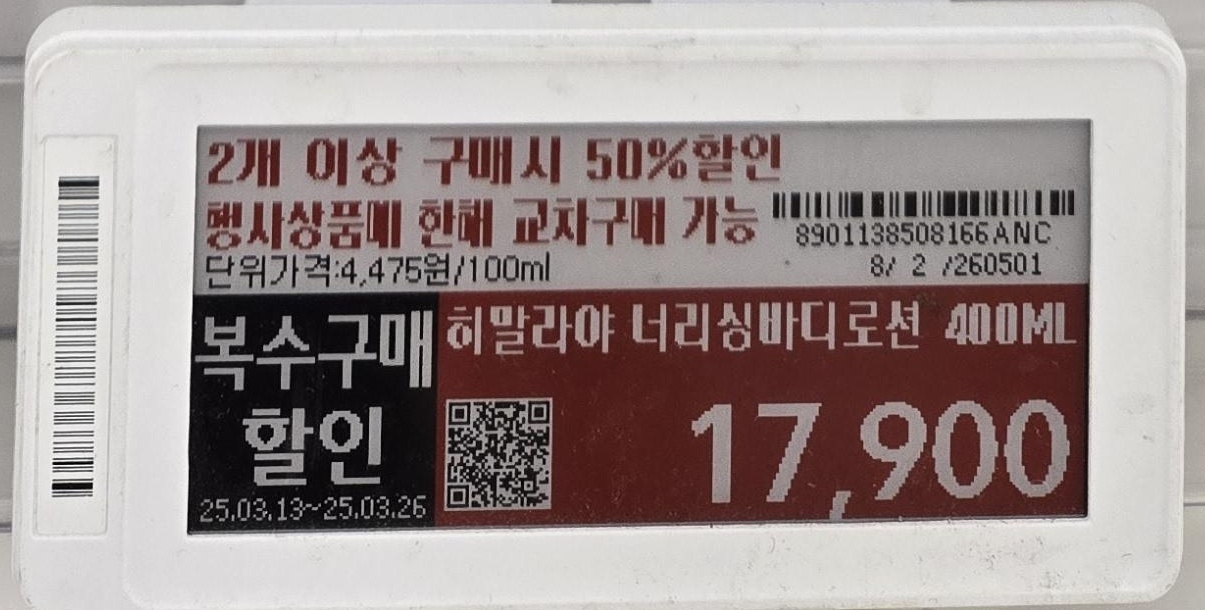 2개 이상 구매시 50%할인
행사상품에 한해 교차구매 가능
8901138508166ANC
단위가격:4,475원/100ml
8/ 2 /260501
복수구매
할인
25.03.13~25.03.26
히말라야 너리싱바디로션 400ML
17,900